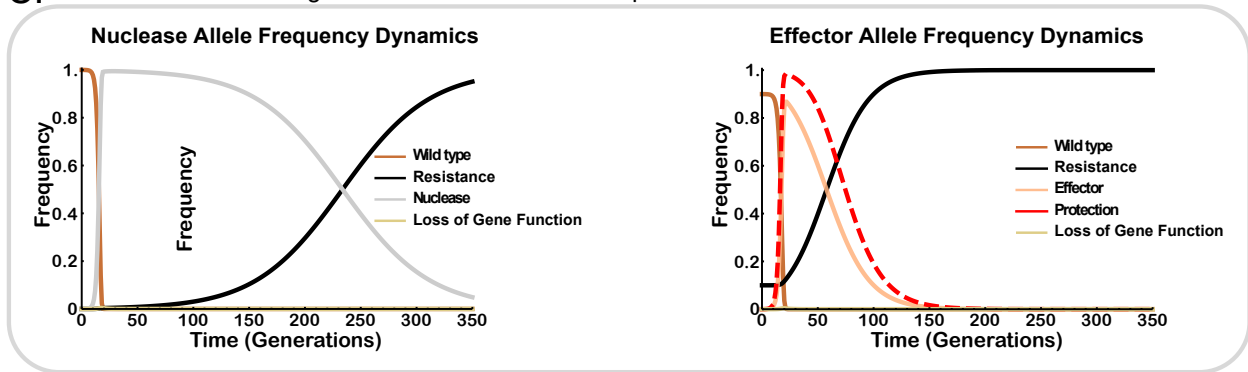 Nuclease Allele Frequency Dynamics
1.
0.8
0.6
0.4
0.2
0
Frequency
Frequency
Wild type
Resistance
Nuclease
Loss of Gene Function
0 50 100 150 200 250 300 350
Time (Generations)
Effector Allele Frequency Dynamics
1.
0.8
0.6
0.4
0.2
0
Frequency
Wild type
Resistance
Effector
Protection
Loss of Gene Function
0 50 100 150 200 250 300 350
Time (Generations)